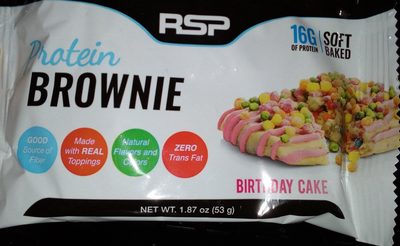 RSP
Protein
BROWNIE
16G
OF PROTEIN
SOFT
BAKED
GOOD
Source of
Fiber
Made
with REAL
Toppings
Natural
Flavors and
Colors
ZERO
Trans Fat
BIRTHDAY CAKE
NET WT. 1.87 oz (53 g)